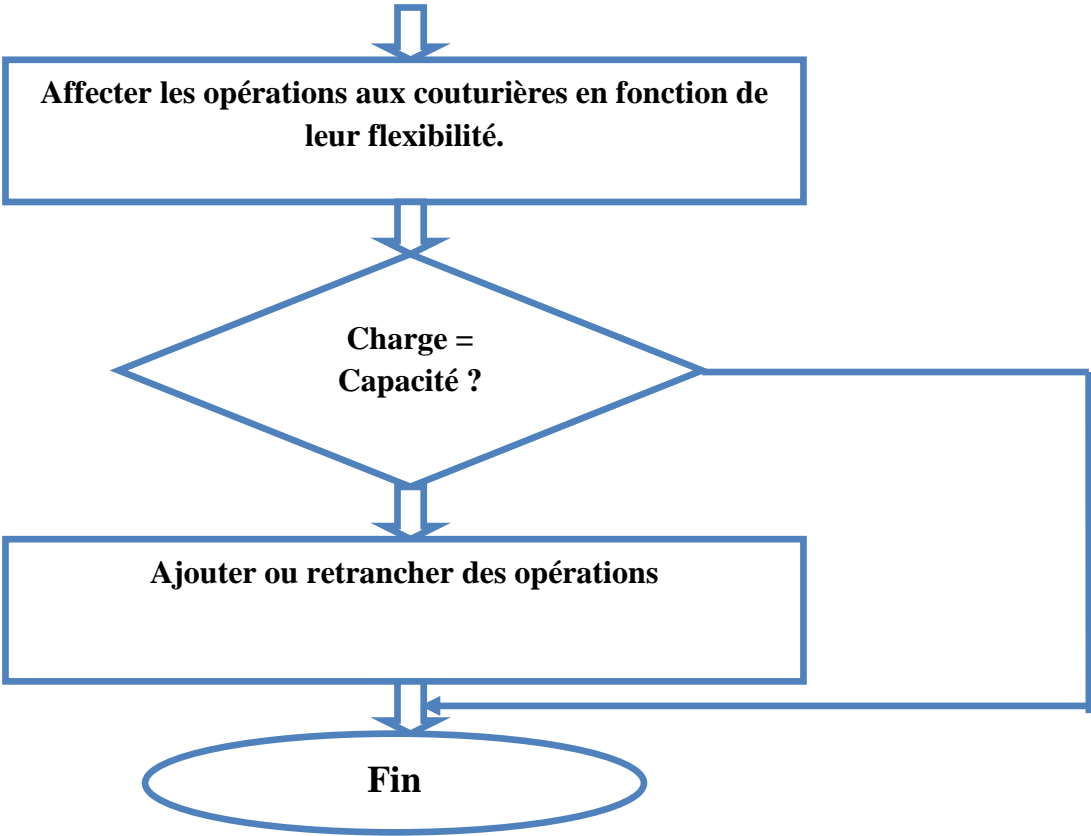 Affecter les opérations aux couturières en fonction de
leur flexibilité.
Charge =
Capacité ?
Ajouter ou retrancher des opérations
Fin